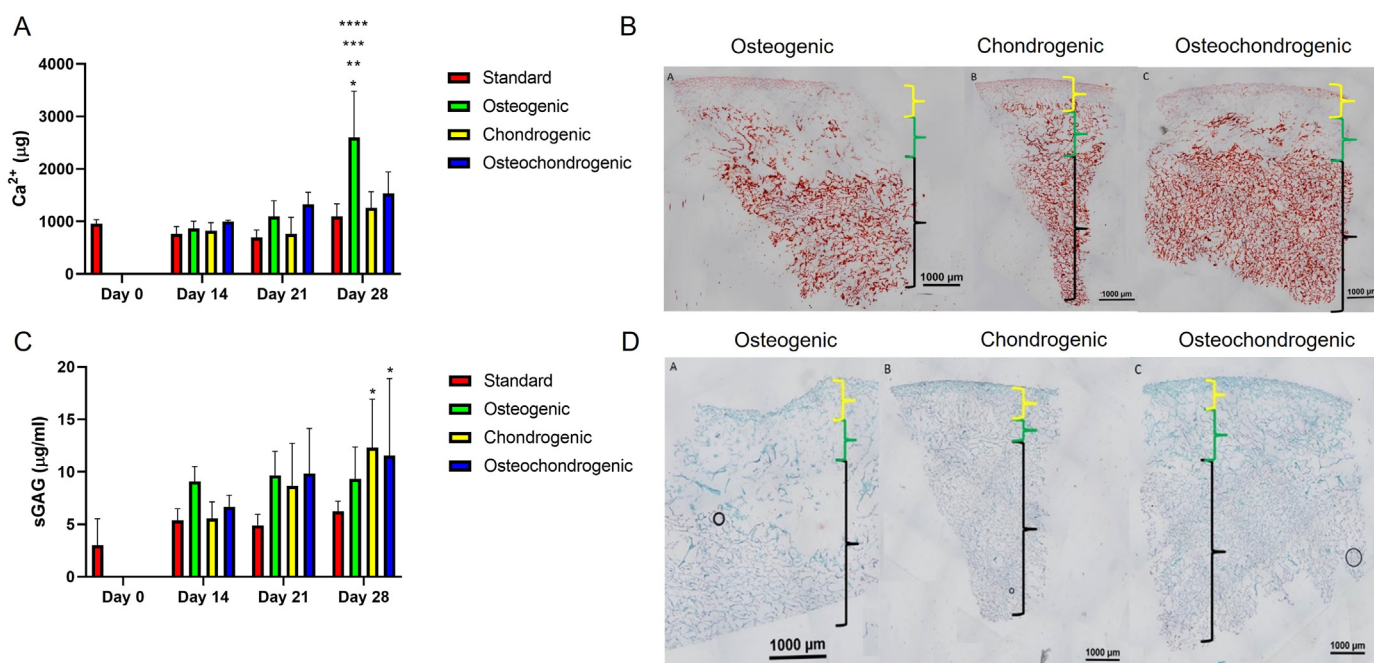 A
****
***
**
*
4000
3000
2000
1000
0
Ca2+ (μg)
Day 0
Day 14
Day 21
Day 28
Standard
Osteogenic
Chondrogenic
Osteochondrogenic
B
Osteogenic
Chondrogenic
Osteochondrogenic
A
B
C
1000 μm
1000 μm
1000 μm
C
20
15
10
5
0
sGAG (μg/ml)
*
*
Day 0
Day 14
Day 21
Day 28
Standard
Osteogenic
Chondrogenic
Osteochondrogenic
D
Osteogenic
Chondrogenic
Osteochondrogenic
A
B
C
1000 μm
1000 μm
1000 μm